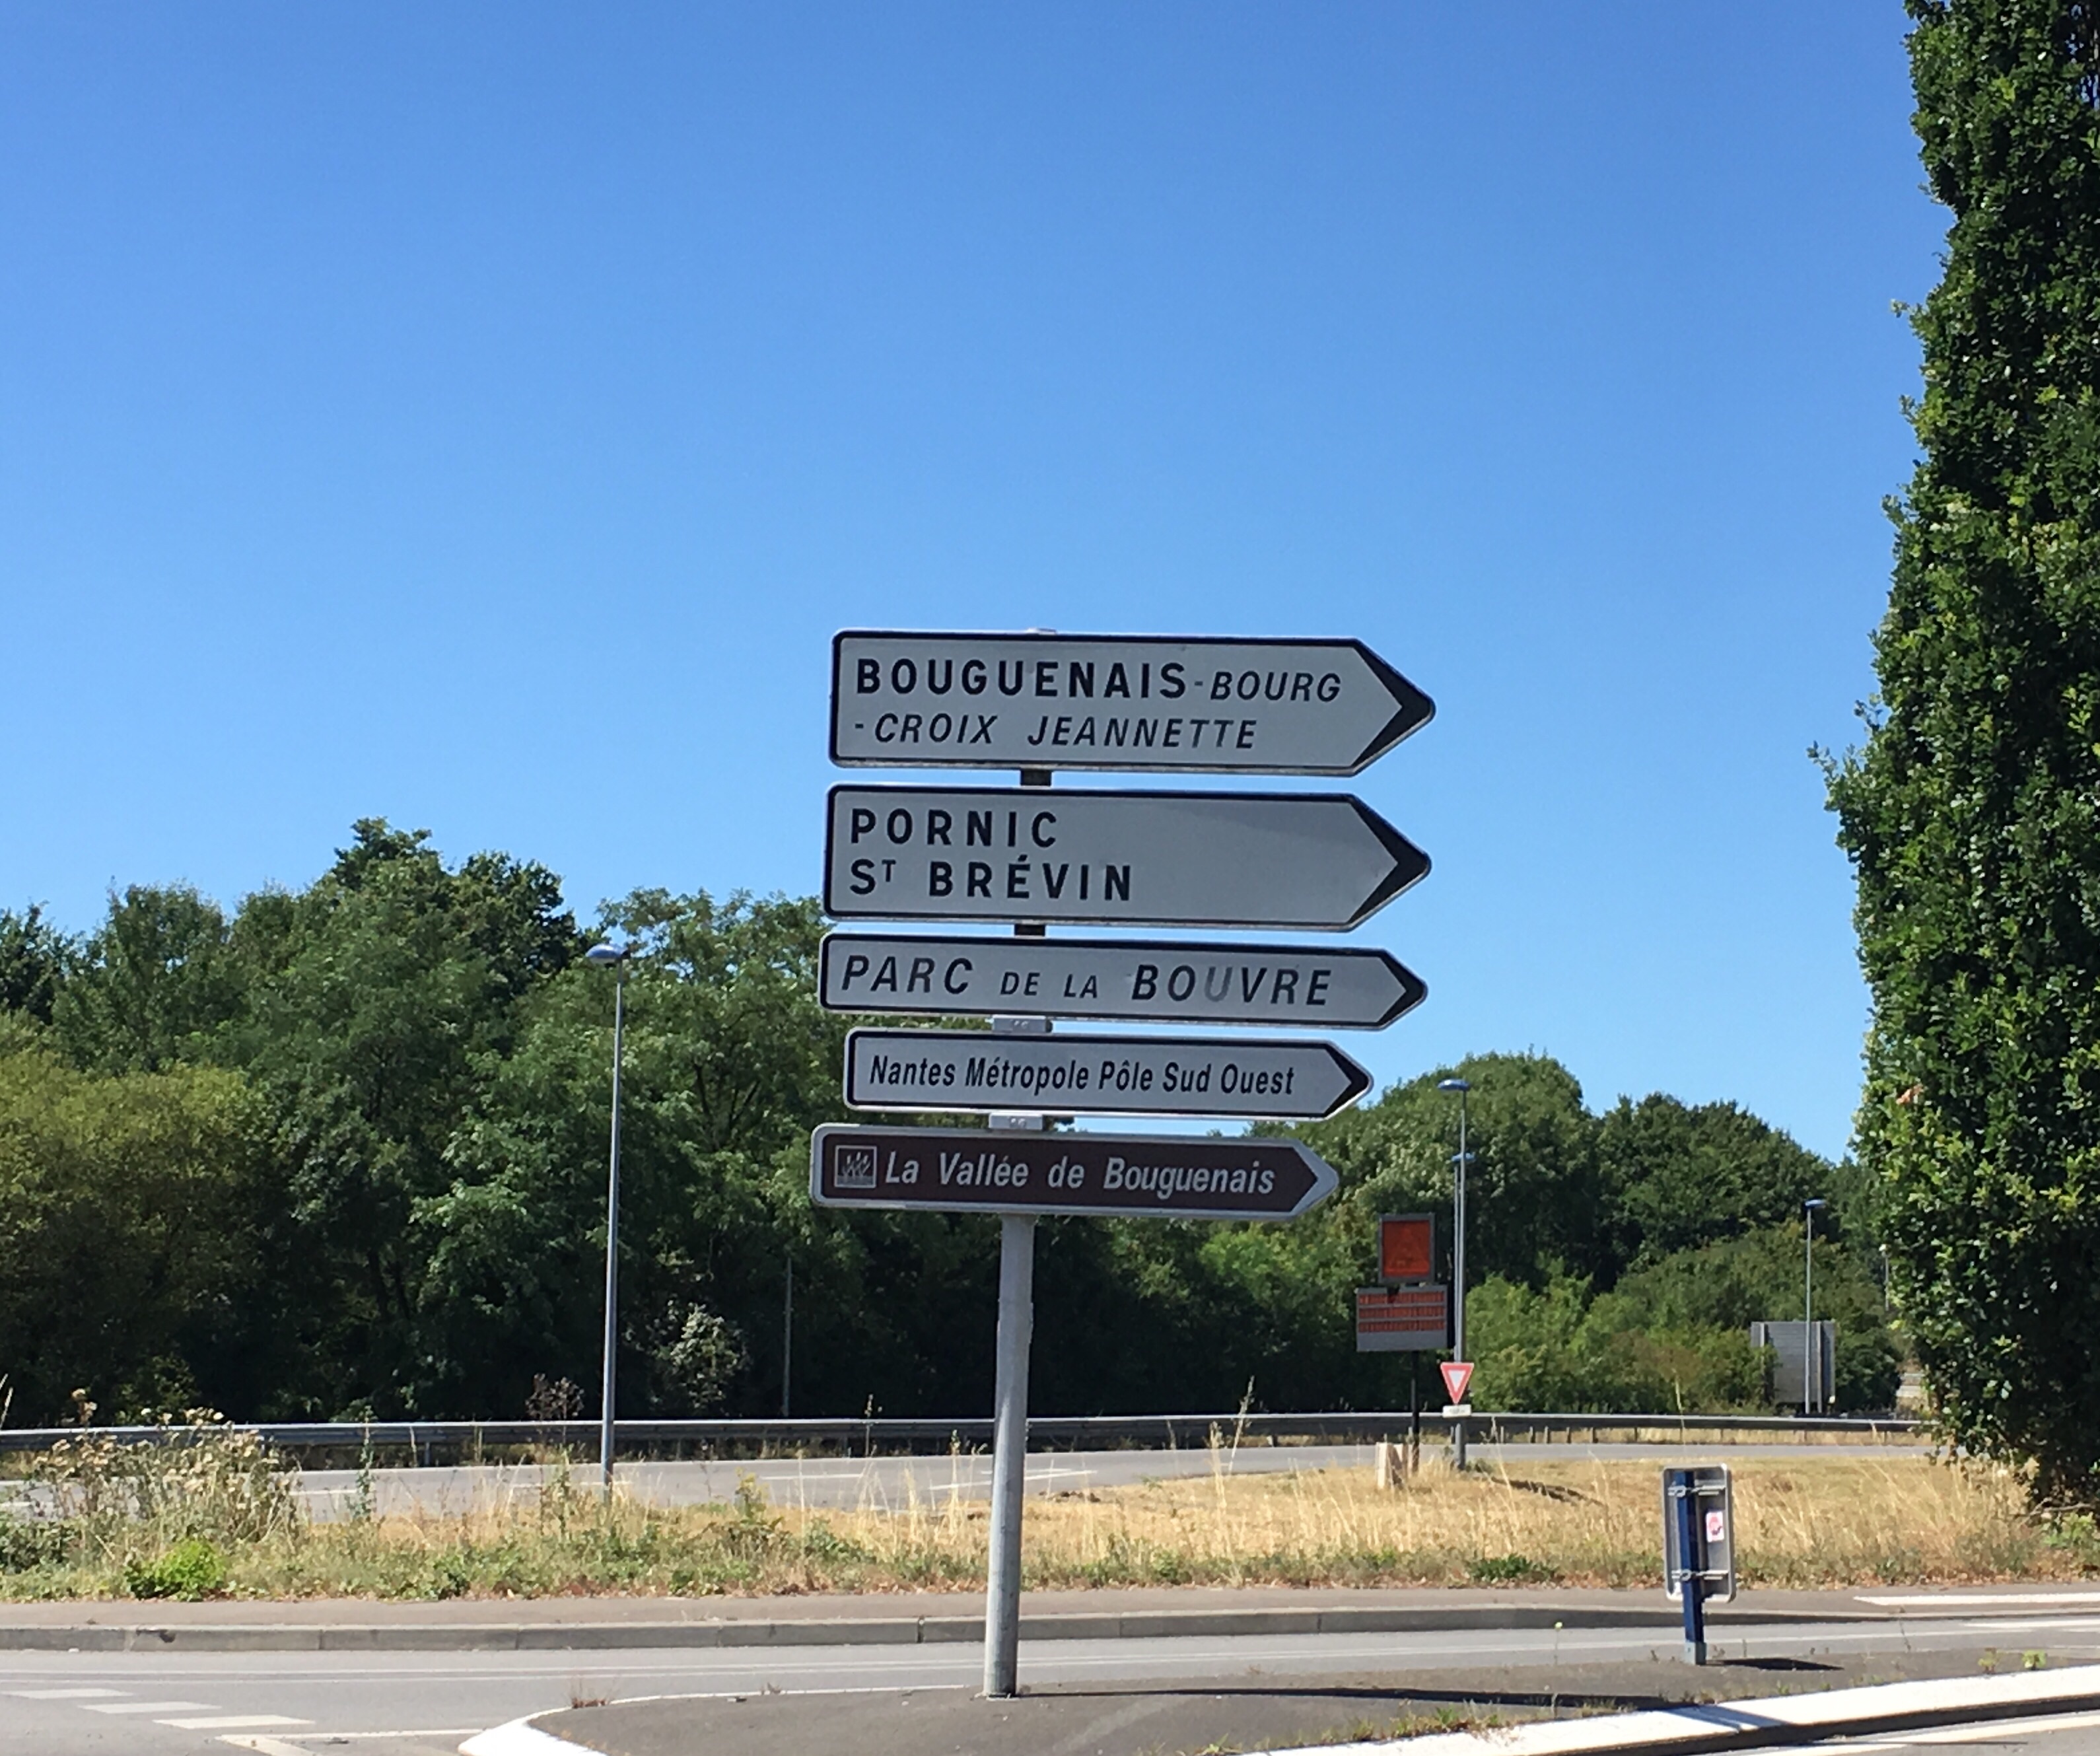 BOUGUENAIS-BOURG
-CROIX JEANNETTE
PORNIC
ST BRÉVIN
PARC DE LA BOUVRE
Nantes Métropole Pôle Sud Ouest
La Vallée de Bouguenais